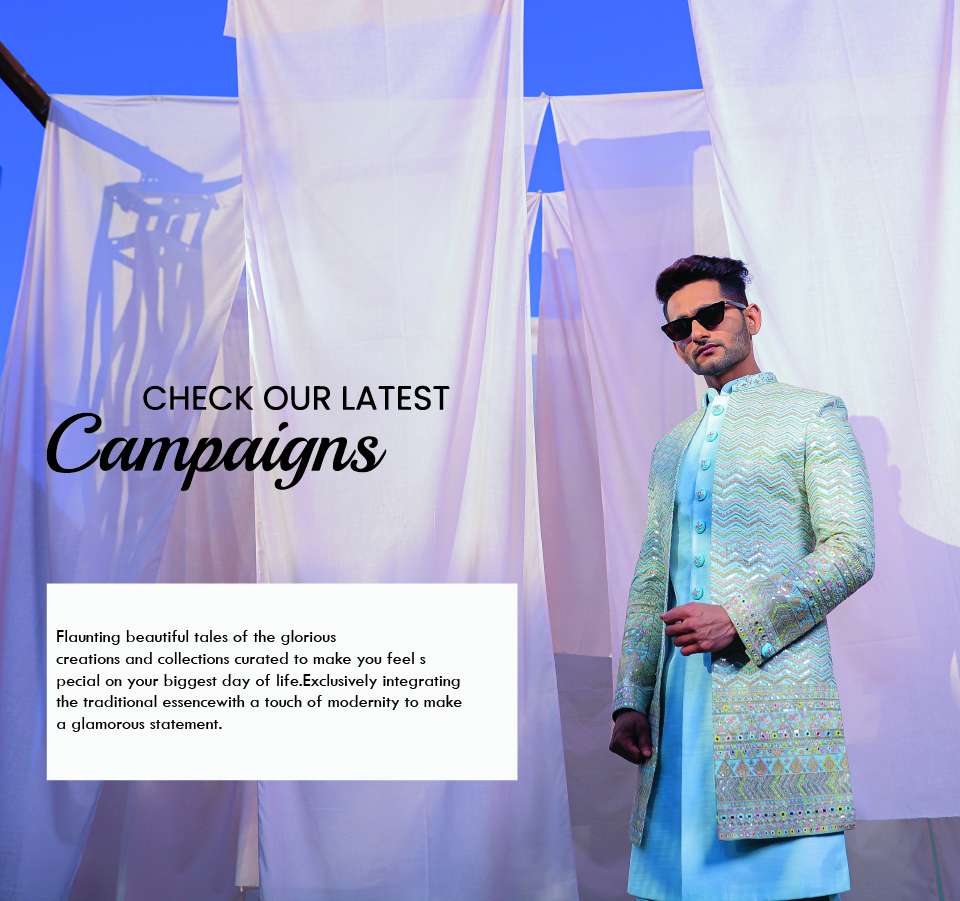 CHECK OUR LATEST
Campaigns
Flaunting beautiful tales of the glorious
creations and collections curated to make you feel s
pecial on your biggest day of life.Exclusively integrating
the traditional essencewith a touch of modernity to make
a glamorous statement.